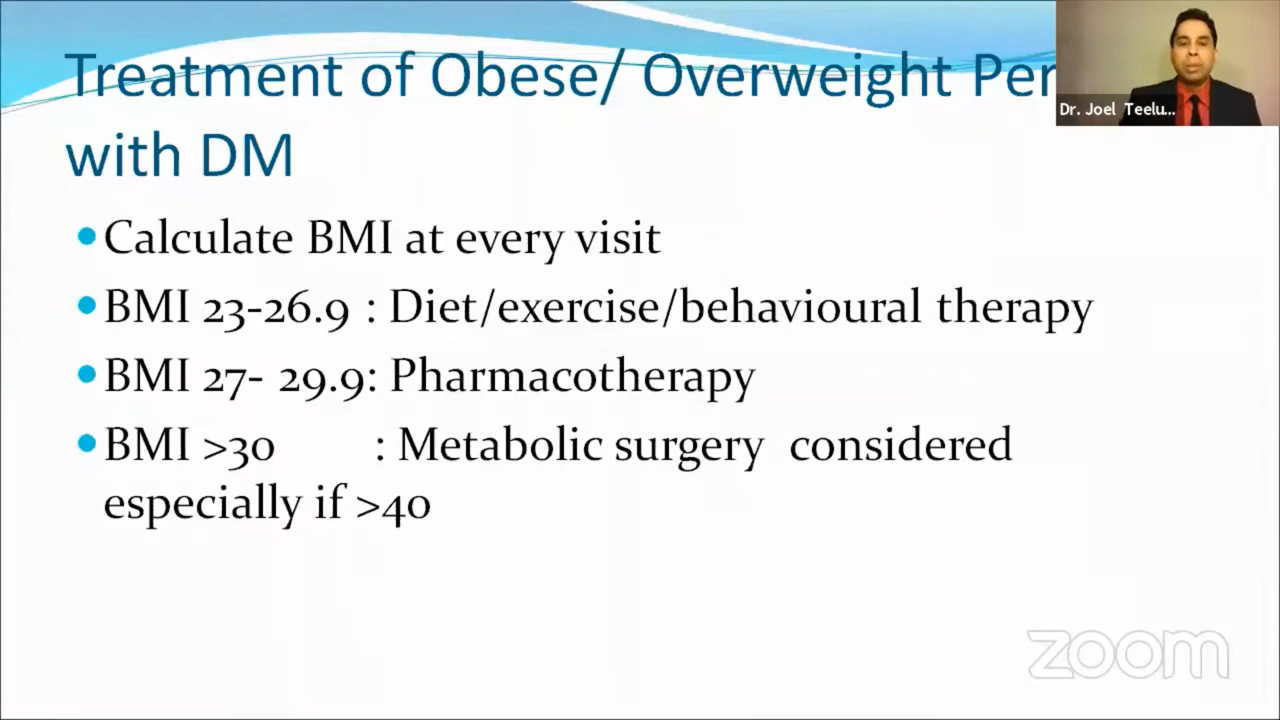 Treatment of Obese/ Overweight Per
with DM
Dr. Joel Teelu...
•Calculate BMI at every visit
•BMI 23-26.9 : Diet/exercise/behavioural therapy
•BMI 27- 29.9: Pharmacotherapy
•BMI >30 : Metabolic surgery considered
especially if >40
zoom